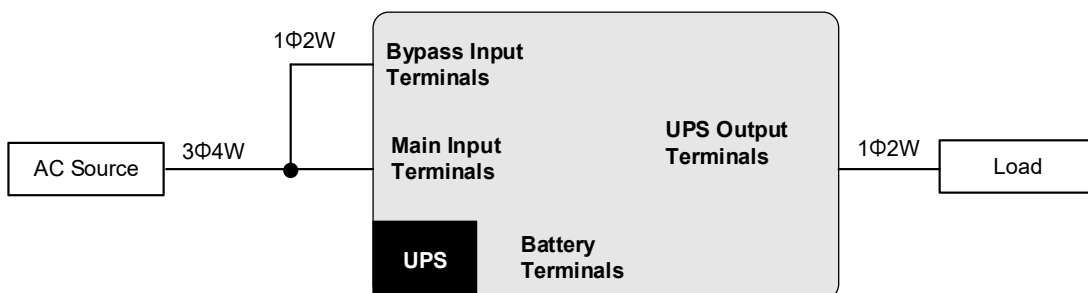 1Φ2W
Bypass Input
Terminals
AC Source
3Φ4W
Main Input
Terminals
UPS Output
Terminals
1Φ2W
Load
UPS
Battery
Terminals